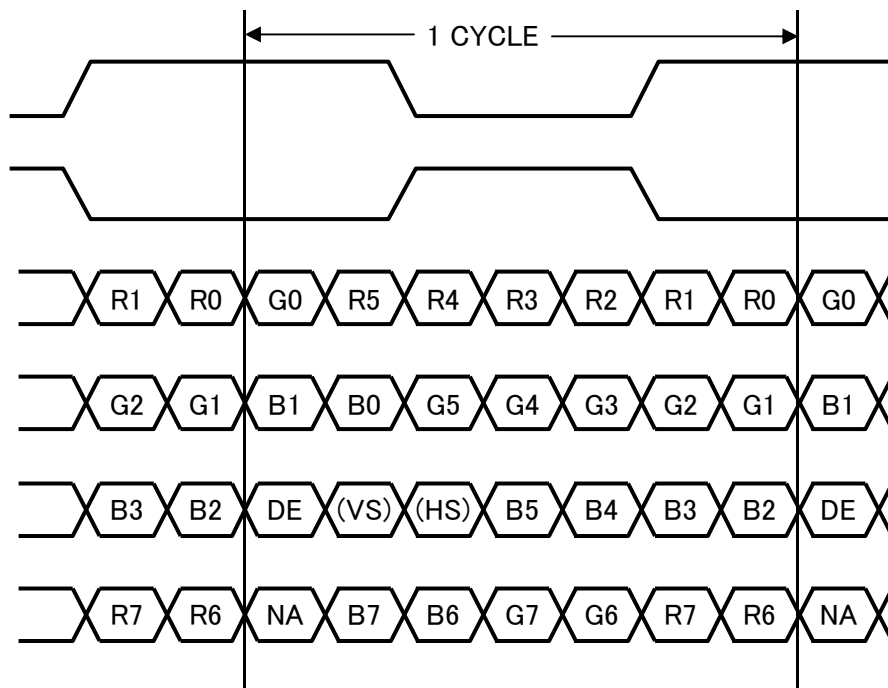 1 CYCLE
R1 R0 G0 R5 R4 R3 R2 R1 R0 G0
G2 G1 B1 B0 G5 G4 G3 G2 G1 B1
B3 B2 DE (VS) (HS) B5 B4 B3 B2 DE
R7 R6 NA B7 B6 G7 G6 R7 R6 NA